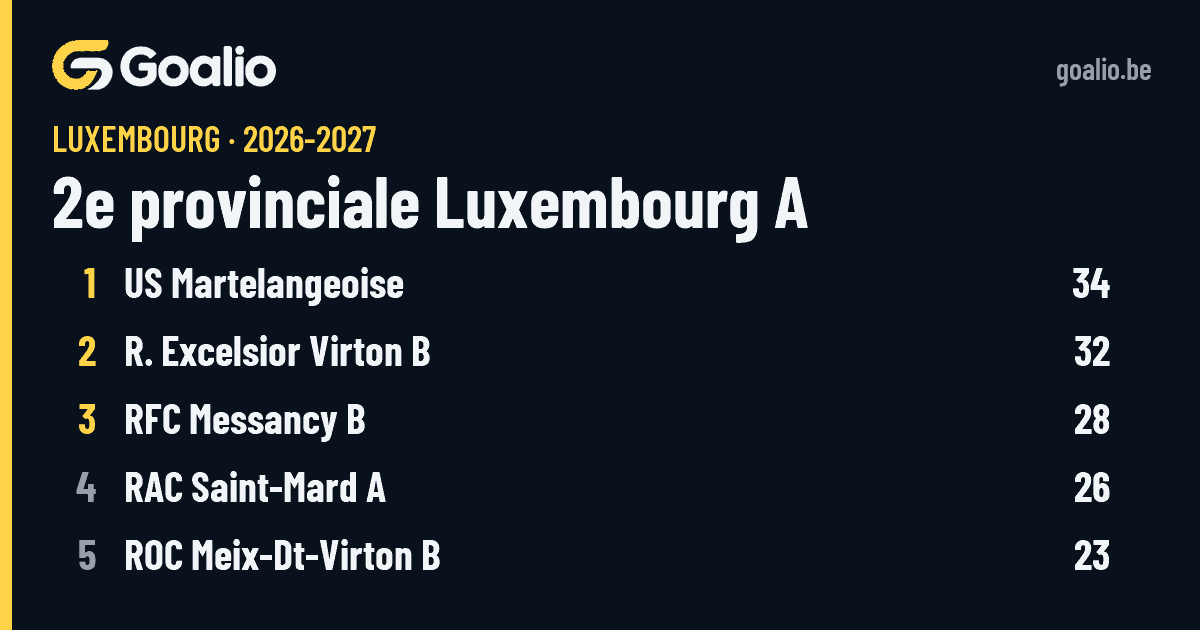 Goalio
goalio.be
LUXEMBOURG · 2026-2027
2e provinciale Luxembourg A
1 US Martelangeoise 34
2 R. Excelsior Virton B 32
3 RFC Messancy B 28
4 RAC Saint-Mard A 26
5 ROC Meix-Dt-Virton B 23